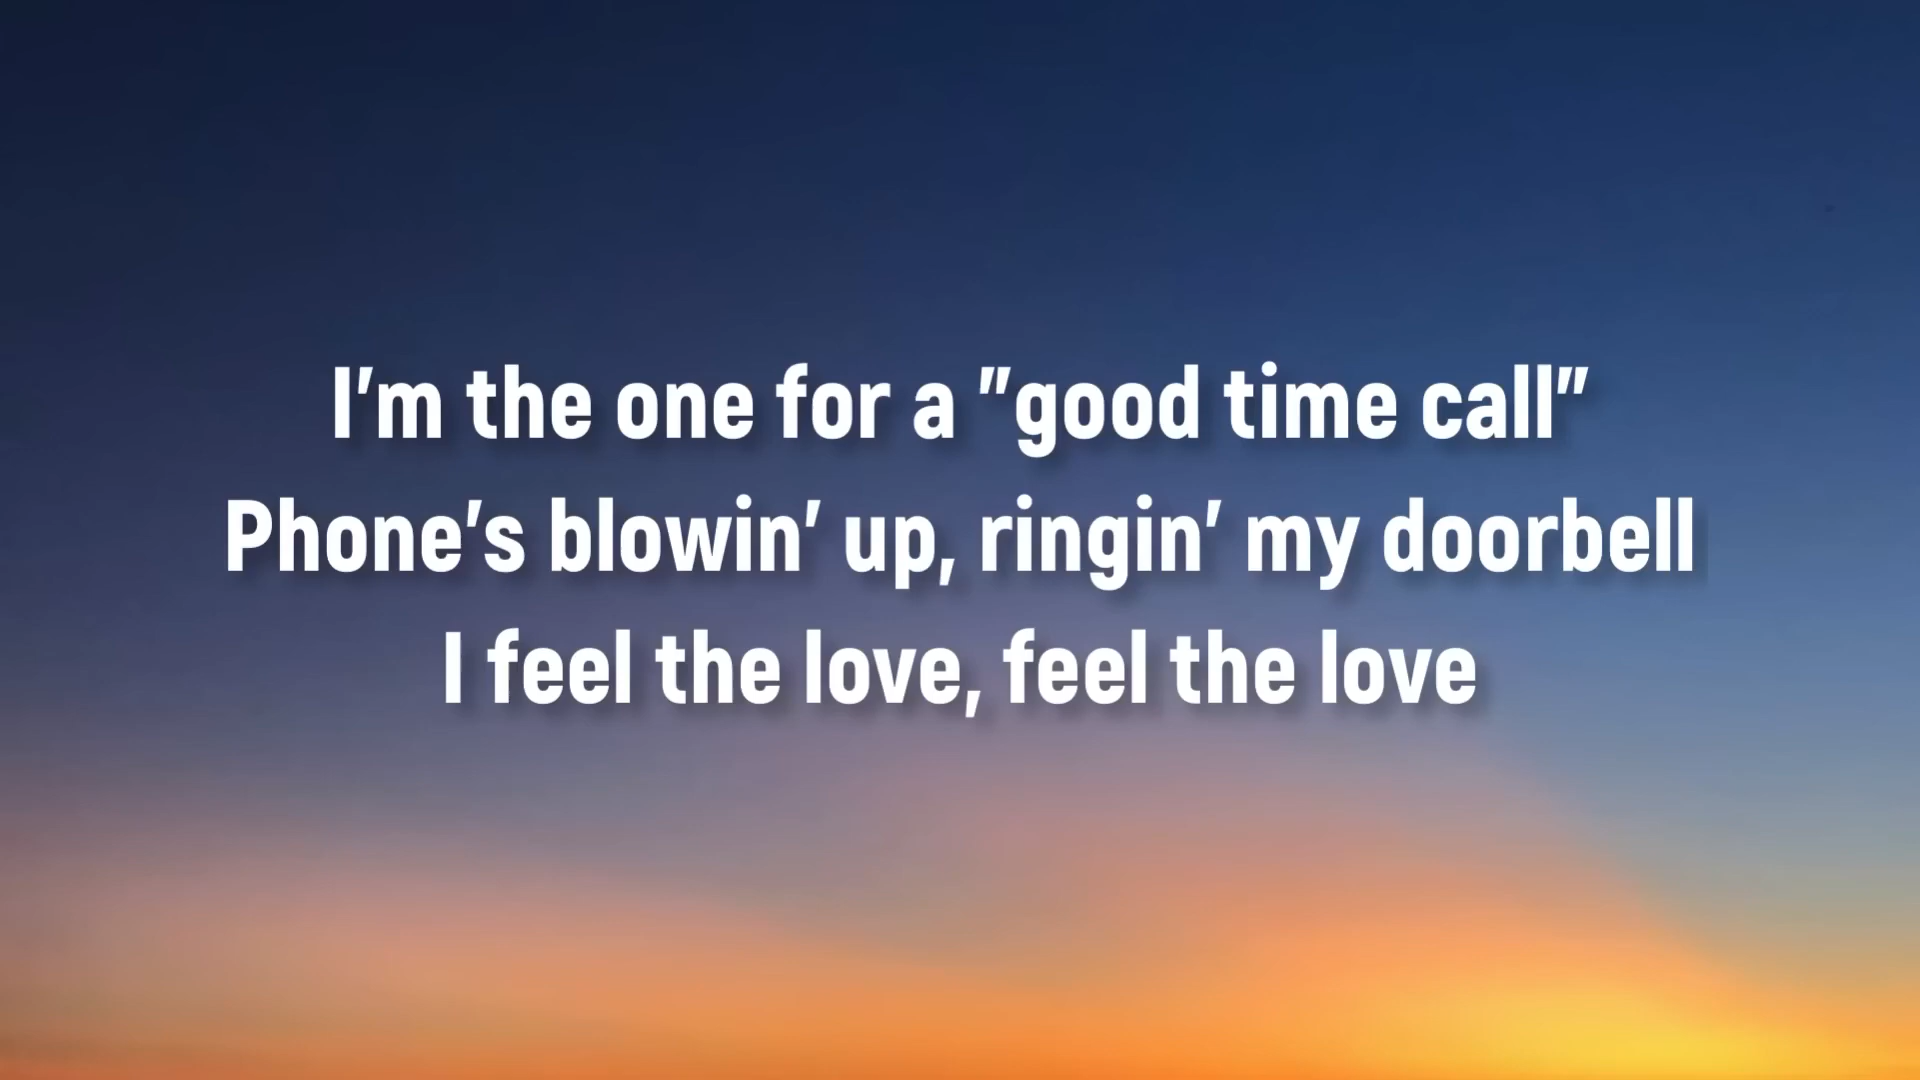 I'm the one for a "good time call"
Phone's blowin' up, ringin' my doorbell
I feel the love, feel the love